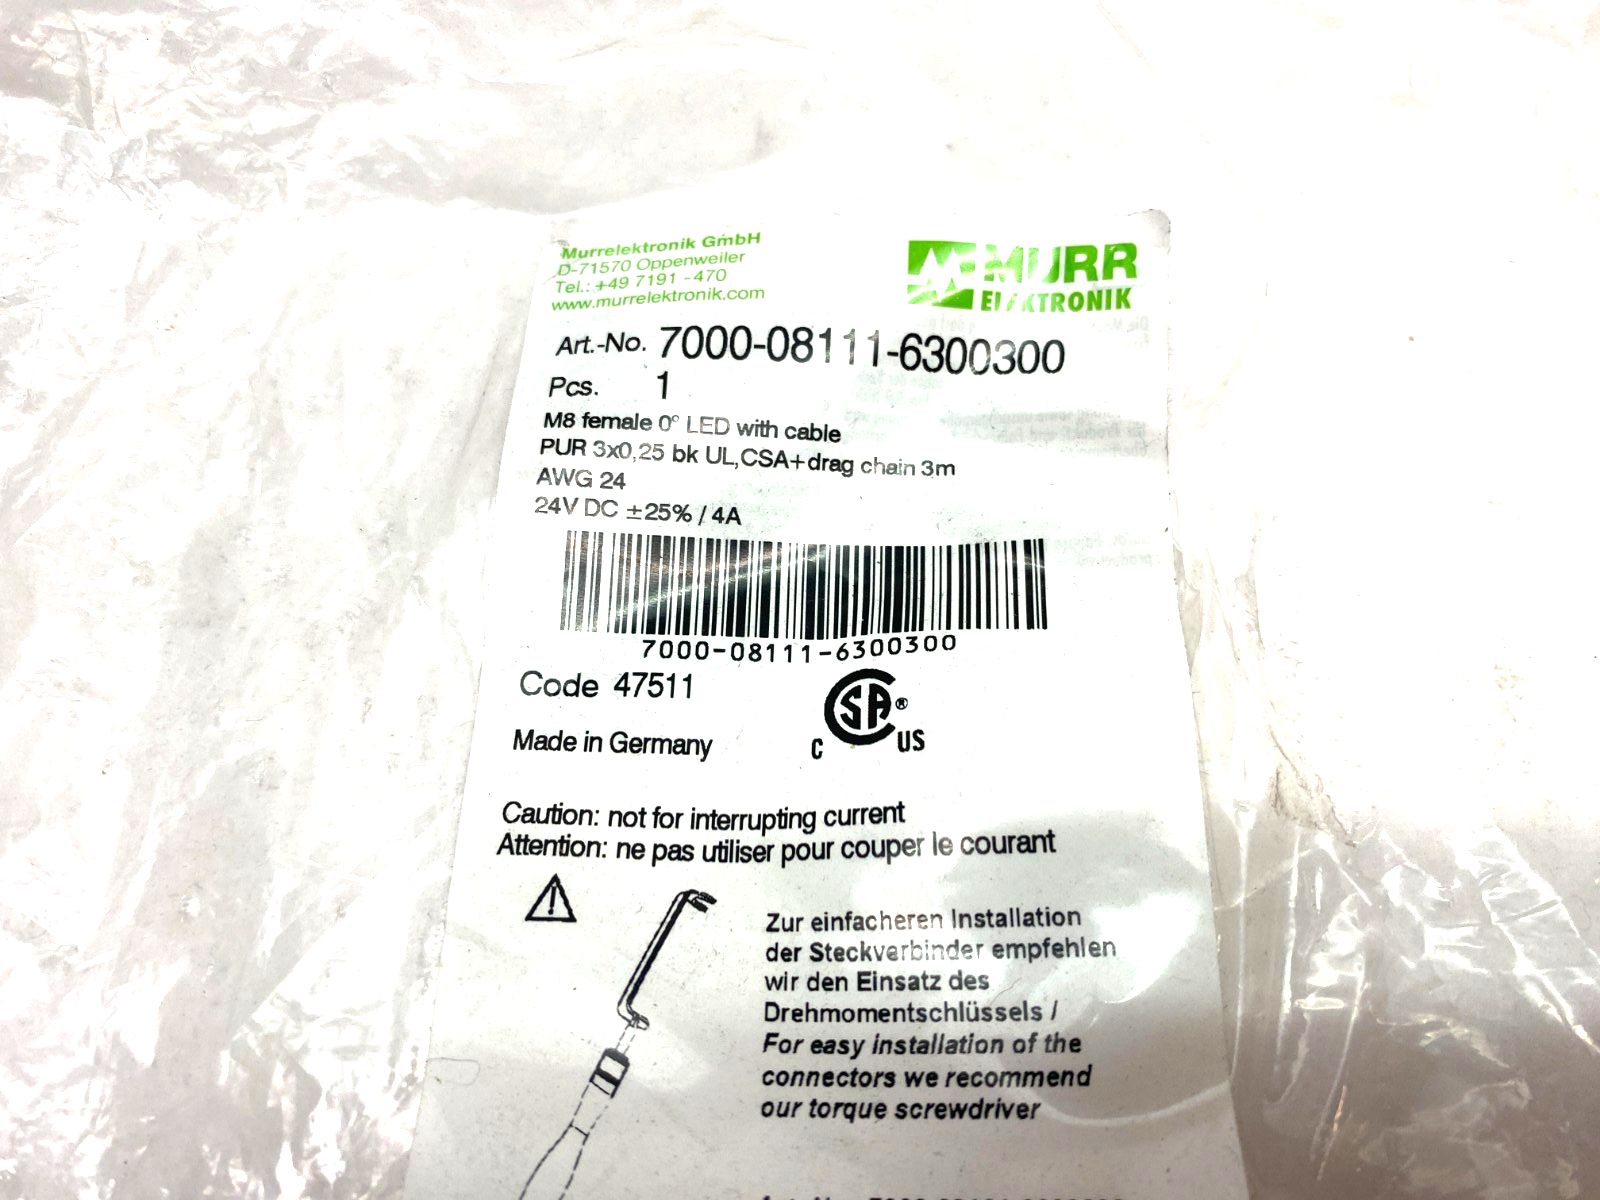 Murrelektronik GmbH
D-71570 Oppenweiler
Tel.: +49 7191 - 470
www.murrelektronik.com
MURR
ELEKTRONIK
Art.-No. 7000-08111-6300300
Pcs. 1
M8 female 0° LED with cable
PUR 3x0,25 bk UL,CSA+drag chain 3m
AWG 24
24V DC ±25% / 4A
7000-08111-6300300
Code 47511
CSA®
C US
Made in Germany
Caution: not for interrupting current
Attention: ne pas utiliser pour couper le courant
Zur einfacheren Installation
der Steckverbinder empfehlen
wir den Einsatz des
Drehmomentschlüssels /
For easy installation of the
connectors we recommend
our torque screwdriver